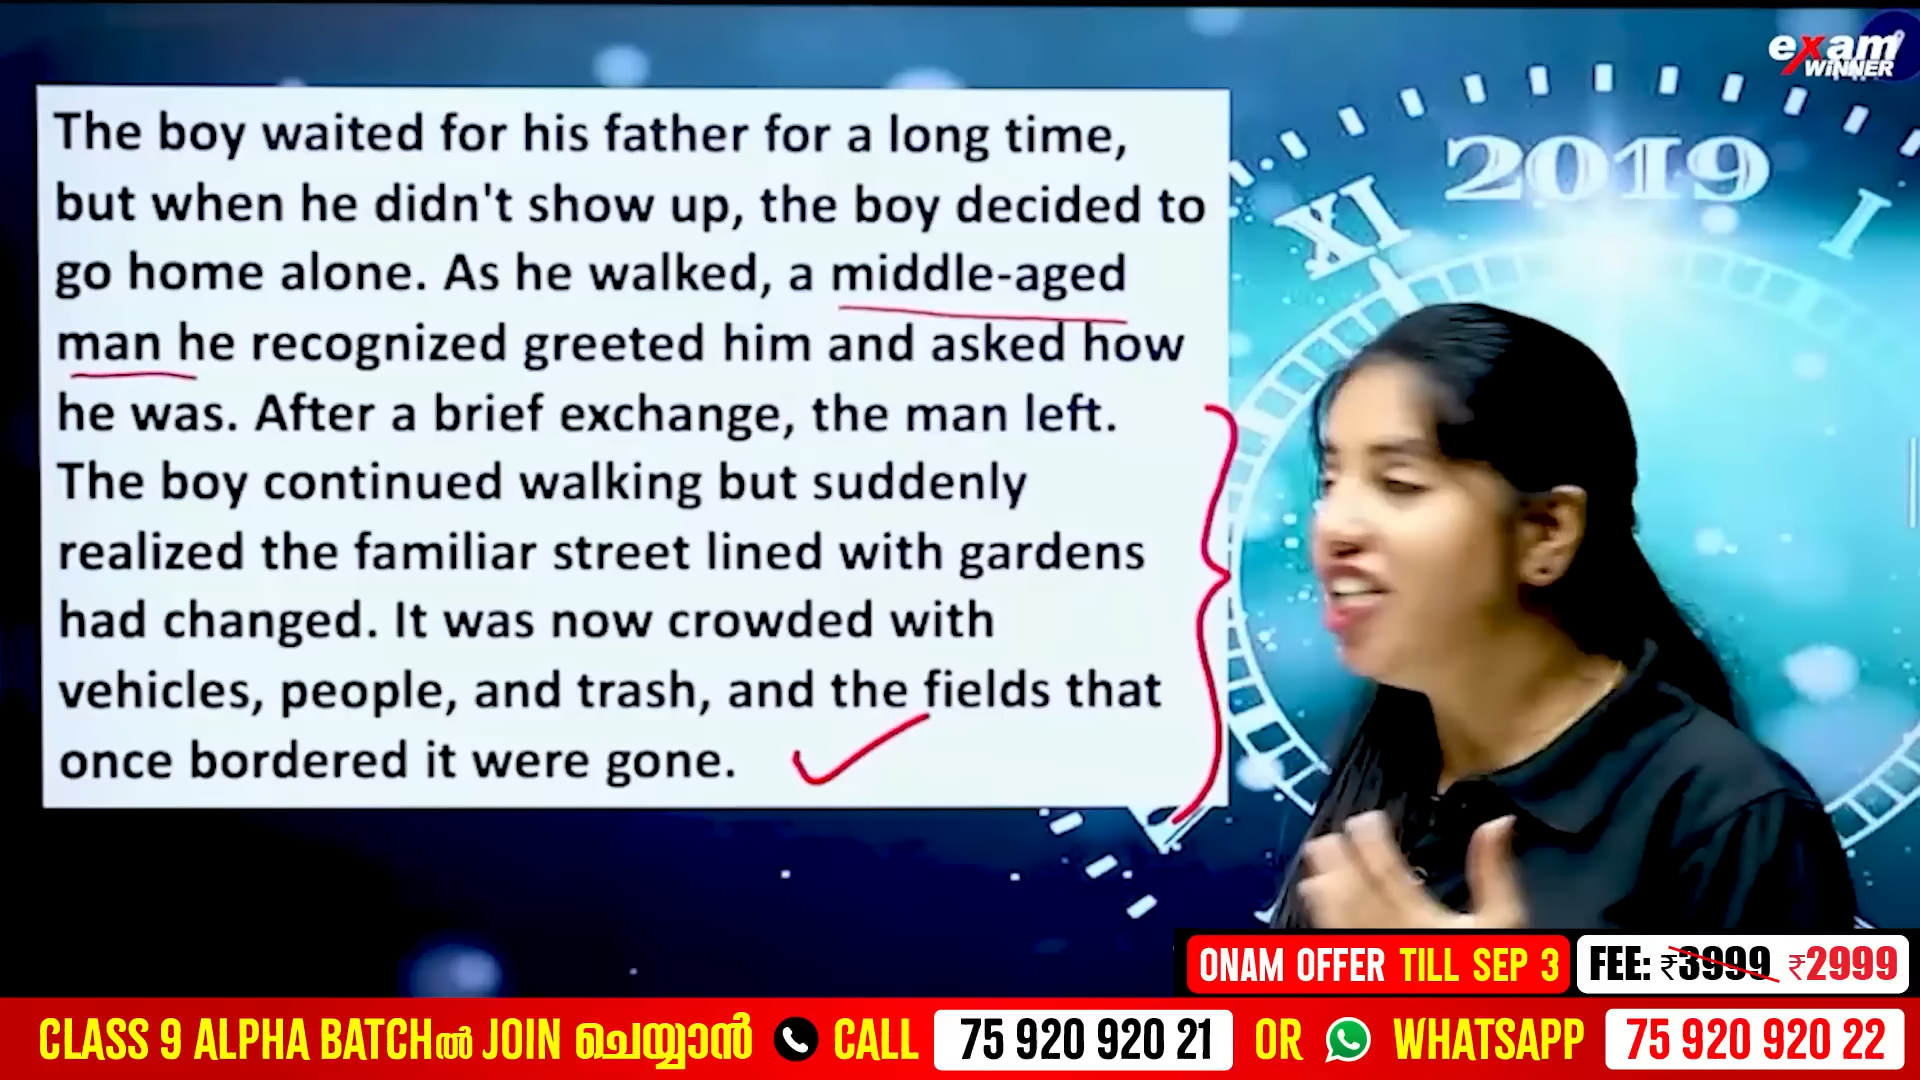 exam
WINNER
The boy waited for his father for a long time,
but when he didn't show up, the boy decided to
go home alone. As he walked, a middle-aged
man he recognized greeted him and asked how
he was. After a brief exchange, the man left.
The boy continued walking but suddenly
realized the familiar street lined with gardens
had changed. It was now crowded with
vehicles, people, and trash, and the fields that
once bordered it were gone.
2019
XI
I
ONAM OFFER TILL SEP 3
FEE: ₹3999 ₹2999
CLASS 9 ALPHA BATCHൽ JOIN ചെയ്യാൻ CALL 75 920 920 21 OR WHATSAPP 75 920 920 22